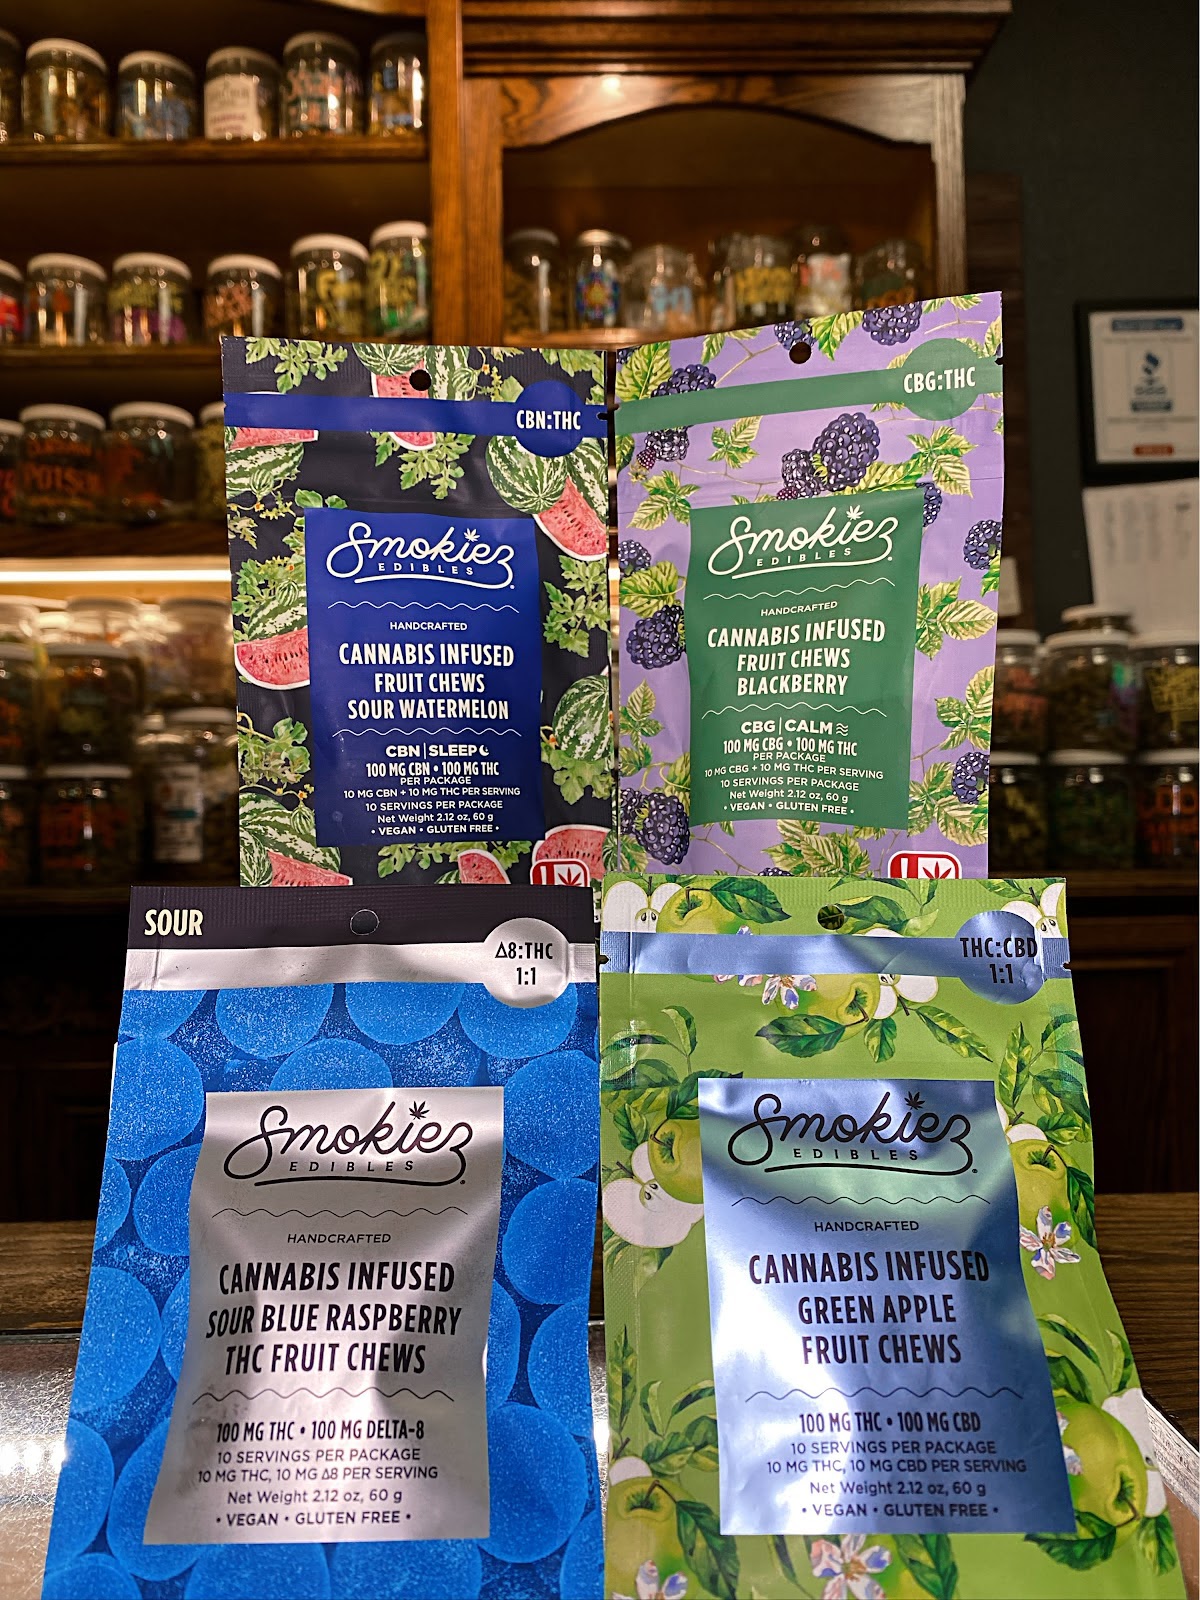 CBN:THC
Smokiez
EDIBLES
HANDCRAFTED
CANNABIS INFUSED
FRUIT CHEWS
SOUR WATERMELON
CBN | SLEEP
100 MG CBN • 100 MG THC
PER PACKAGE
10 MG CBN + 10 MG THC PER SERVING
10 SERVINGS PER PACKAGE
Net Weight 2.12 oz, 60 g
• VEGAN • GLUTEN FREE •
CBG:THC
Smokiez
EDIBLES
HANDCRAFTED
CANNABIS INFUSED
FRUIT CHEWS
BLACKBERRY
CBG | CALM
100 MG CBG • 100 MG THC
PER PACKAGE
10 MG CBG + 10 MG THC PER SERVING
10 SERVINGS PER PACKAGE
Net Weight 2.12 oz, 60 g
• VEGAN • GLUTEN FREE •
SOUR
Δ8:THC
1:1
Smokiez
EDIBLES
HANDCRAFTED
CANNABIS INFUSED
SOUR BLUE RASPBERRY
THC FRUIT CHEWS
100 MG THC • 100 MG DELTA-8
10 SERVINGS PER PACKAGE
10 MG THC, 10 MG Δ8 PER SERVING
Net Weight 2.12 oz, 60 g
• VEGAN • GLUTEN FREE •
THC:CBD
1:1
Smokiez
EDIBLES
HANDCRAFTED
CANNABIS INFUSED
GREEN APPLE
FRUIT CHEWS
100 MG THC • 100 MG CBD
10 SERVINGS PER PACKAGE
10 MG THC, 10 MG CBD PER SERVING
Net Weight 2.12 oz, 60 g
• VEGAN • GLUTEN FREE •